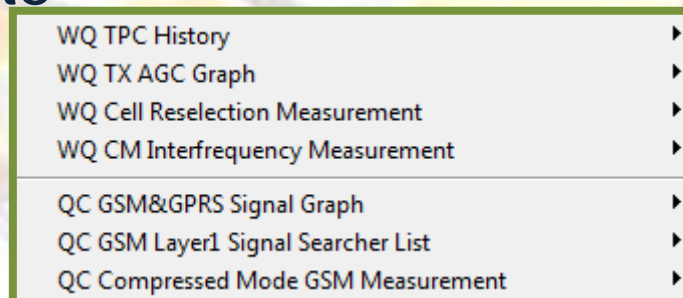 WQ TPC History
WQ TX AGC Graph
WQ Cell Reselection Measurement
WQ CM Interfrequency Measurement
QC GSM&GPRS Signal Graph
QC GSM Layer1 Signal Searcher List
QC Compressed Mode GSM Measurement